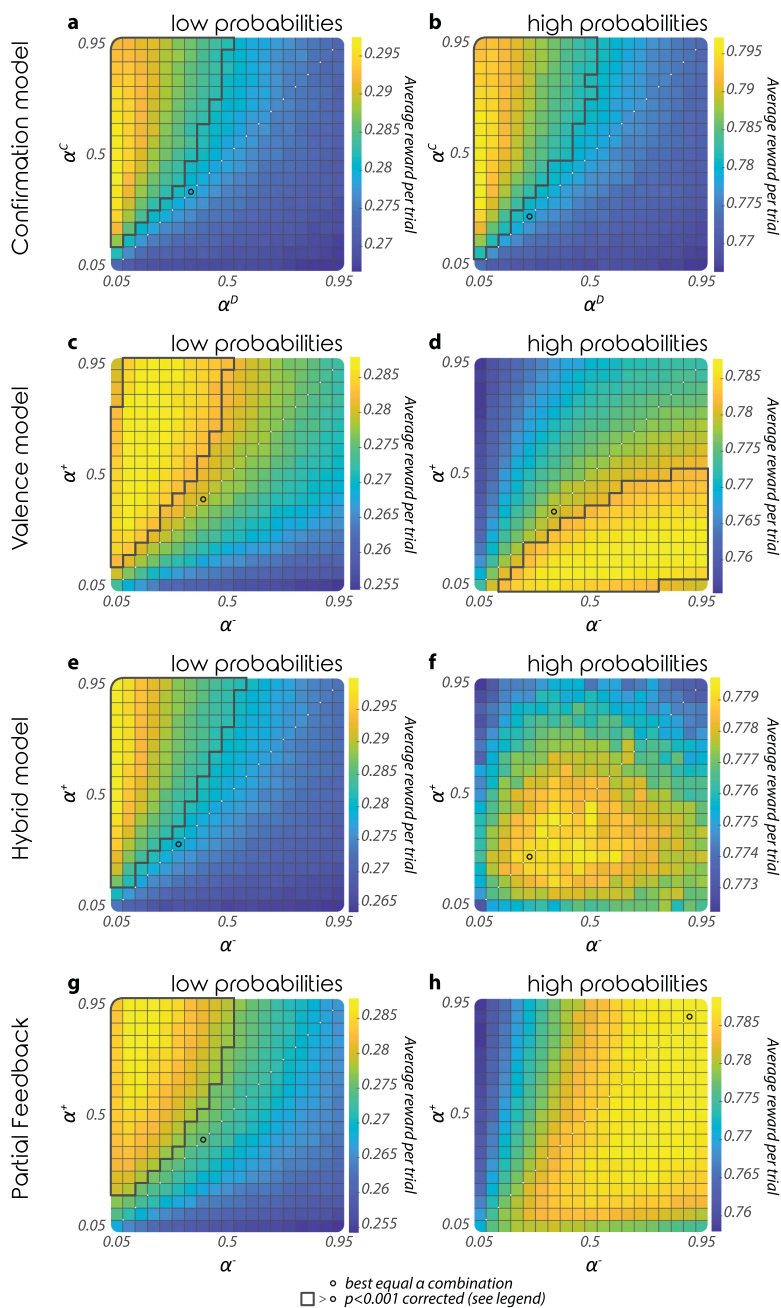 a low probabilities
b high probabilities
Confirmation model
αC
0.95
0.5
0.05
0.05 0.5 0.95
αD
0.295
0.29
0.285
0.28
0.275
0.27
Average reward per trial
αC
0.95
0.5
0.05
0.05 0.5 0.95
αD
0.795
0.79
0.785
0.78
0.775
0.77
Average reward per trial
c low probabilities
d high probabilities
Valence model
α+
0.95
0.5
0.05
0.05 0.5 0.95
α-
0.285
0.28
0.275
0.27
0.265
0.26
0.255
Average reward per trial
α+
0.95
0.5
0.05
0.05 0.5 0.95
α-
0.785
0.78
0.775
0.77
0.765
0.76
Average reward per trial
e low probabilities
f high probabilities
Hybrid model
α+
0.95
0.5
0.05
0.05 0.5 0.95
α-
0.295
0.29
0.285
0.28
0.275
0.27
0.265
Average reward per trial
α+
0.95
0.5
0.05
0.05 0.5 0.95
α-
0.779
0.778
0.777
0.776
0.775
0.774
0.773
Average reward per trial
g low probabilities
h high probabilities
Partial Feedback
α+
0.95
0.5
0.05
0.05 0.5 0.95
α-
0.285
0.28
0.275
0.27
0.265
0.26
0.255
Average reward per trial
α+
0.95
0.5
0.05
0.05 0.5 0.95
α-
0.785
0.78
0.775
0.77
0.765
0.76
Average reward per trial
best equal a combination
> p<0.001 corrected (see legend)